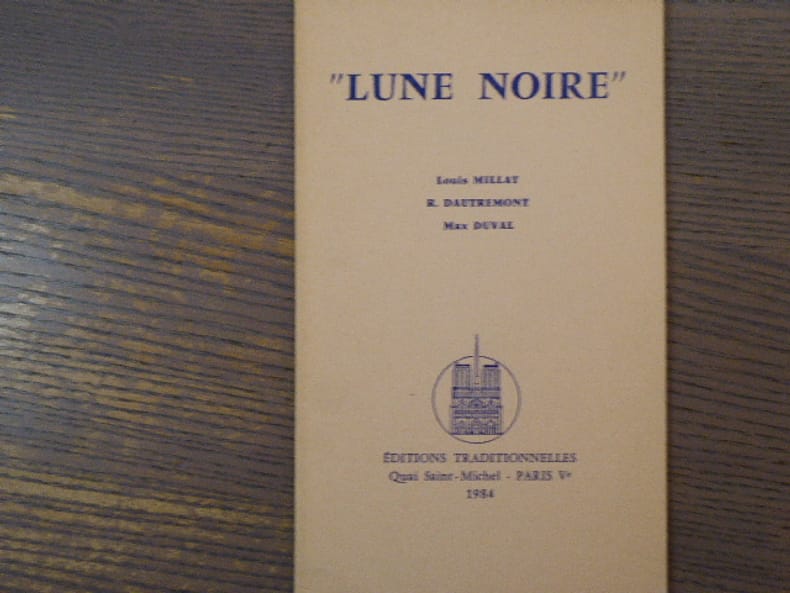 "LUNE NOIRE"
Louis MILLAT
R. DAUTREMONT
Max DUVAL
ÉDITIONS TRADITIONNELLES
Quai Saint-Michel - PARIS Vᵉ
1984